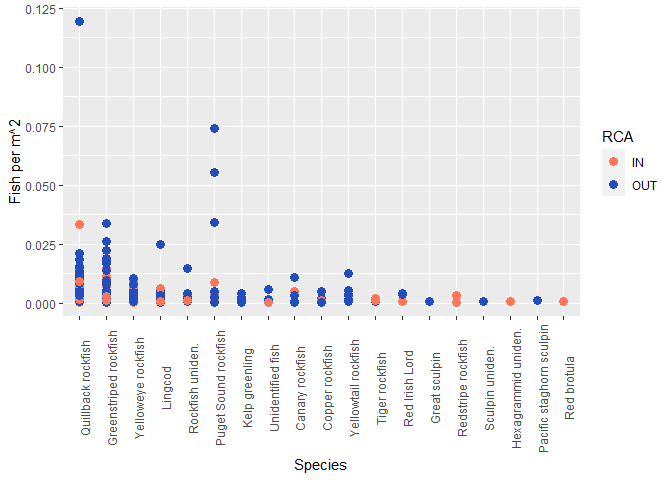 0.125
0.100
0.075
0.050
0.025
0.000
Fish per m^2
Quillback rockfish
Greenstriped rockfish
Yelloweye rockfish
Lingcod
Rockfish uniden.
Puget Sound rockfish
Kelp greenling
Unidentified fish
Canary rockfish
Copper rockfish
Yellowtail rockfish
Tiger rockfish
Red Irish Lord
Great sculpin
Redstripe rockfish
Sculpin uniden.
Hexagrammid uniden.
Pacific staghorn sculpin
Red brotula
Species
RCA
IN
OUT